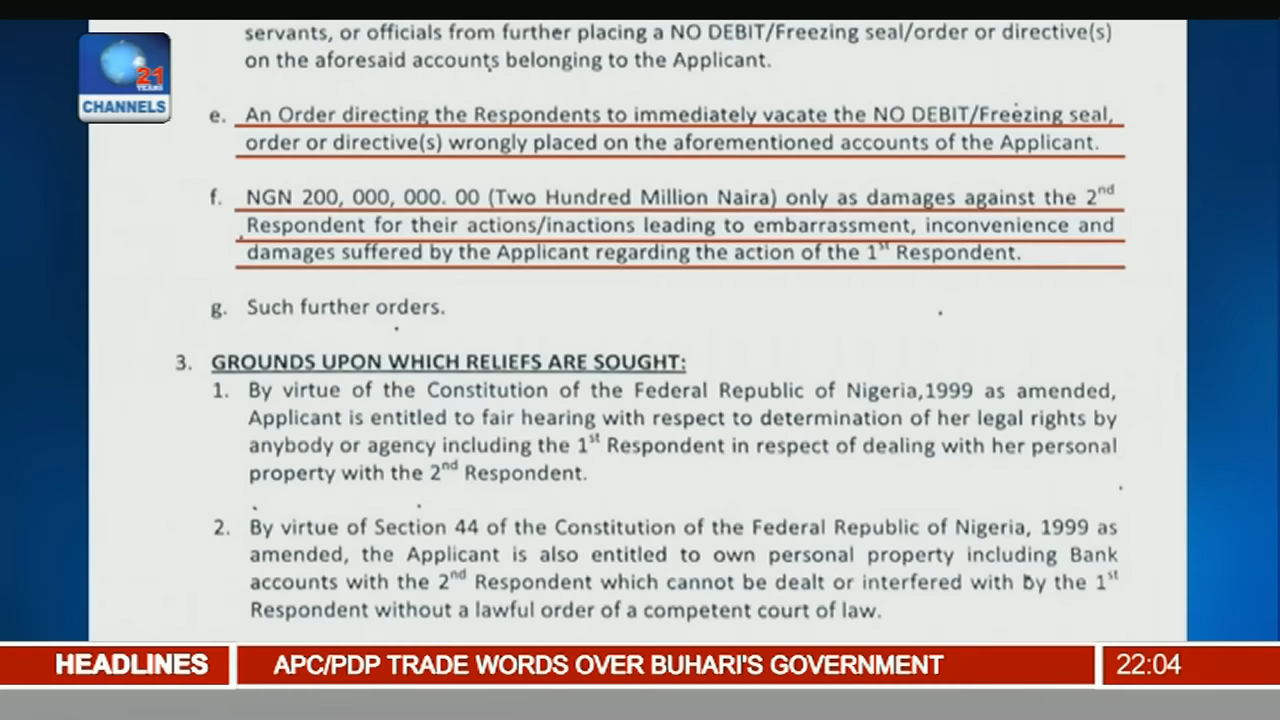 servants, or officials from further placing a NO DEBIT/Freezing seal/order or directive(s)
on the aforesaid accounts belonging to the Applicant.
21
YEARS
CHANNELS
e. An Order directing the Respondents to immediately vacate the NO DEBIT/Freezing seal,
order or directive(s) wrongly placed on the aforementioned accounts of the Applicant.
f. NGN 200, 000, 000. 00 (Two Hundred Million Naira) only as damages against the 2nd
Respondent for their actions/inactions leading to embarrassment, inconvenience and
damages suffered by the Applicant regarding the action of the 1st Respondent.
g. Such further orders.
3. GROUNDS UPON WHICH RELIEFS ARE SOUGHT:
1. By virtue of the Constitution of the Federal Republic of Nigeria,1999 as amended,
Applicant is entitled to fair hearing with respect to determination of her legal rights by
anybody or agency including the 1st Respondent in respect of dealing with her personal
property with the 2nd Respondent.
2. By virtue of Section 44 of the Constitution of the Federal Republic of Nigeria, 1999 as
amended, the Applicant is also entitled to own personal property including Bank
accounts with the 2nd Respondent which cannot be dealt or interfered with by the 1st
Respondent without a lawful order of a competent court of law.
HEADLINES APC/PDP TRADE WORDS OVER BUHARI'S GOVERNMENT 22:04